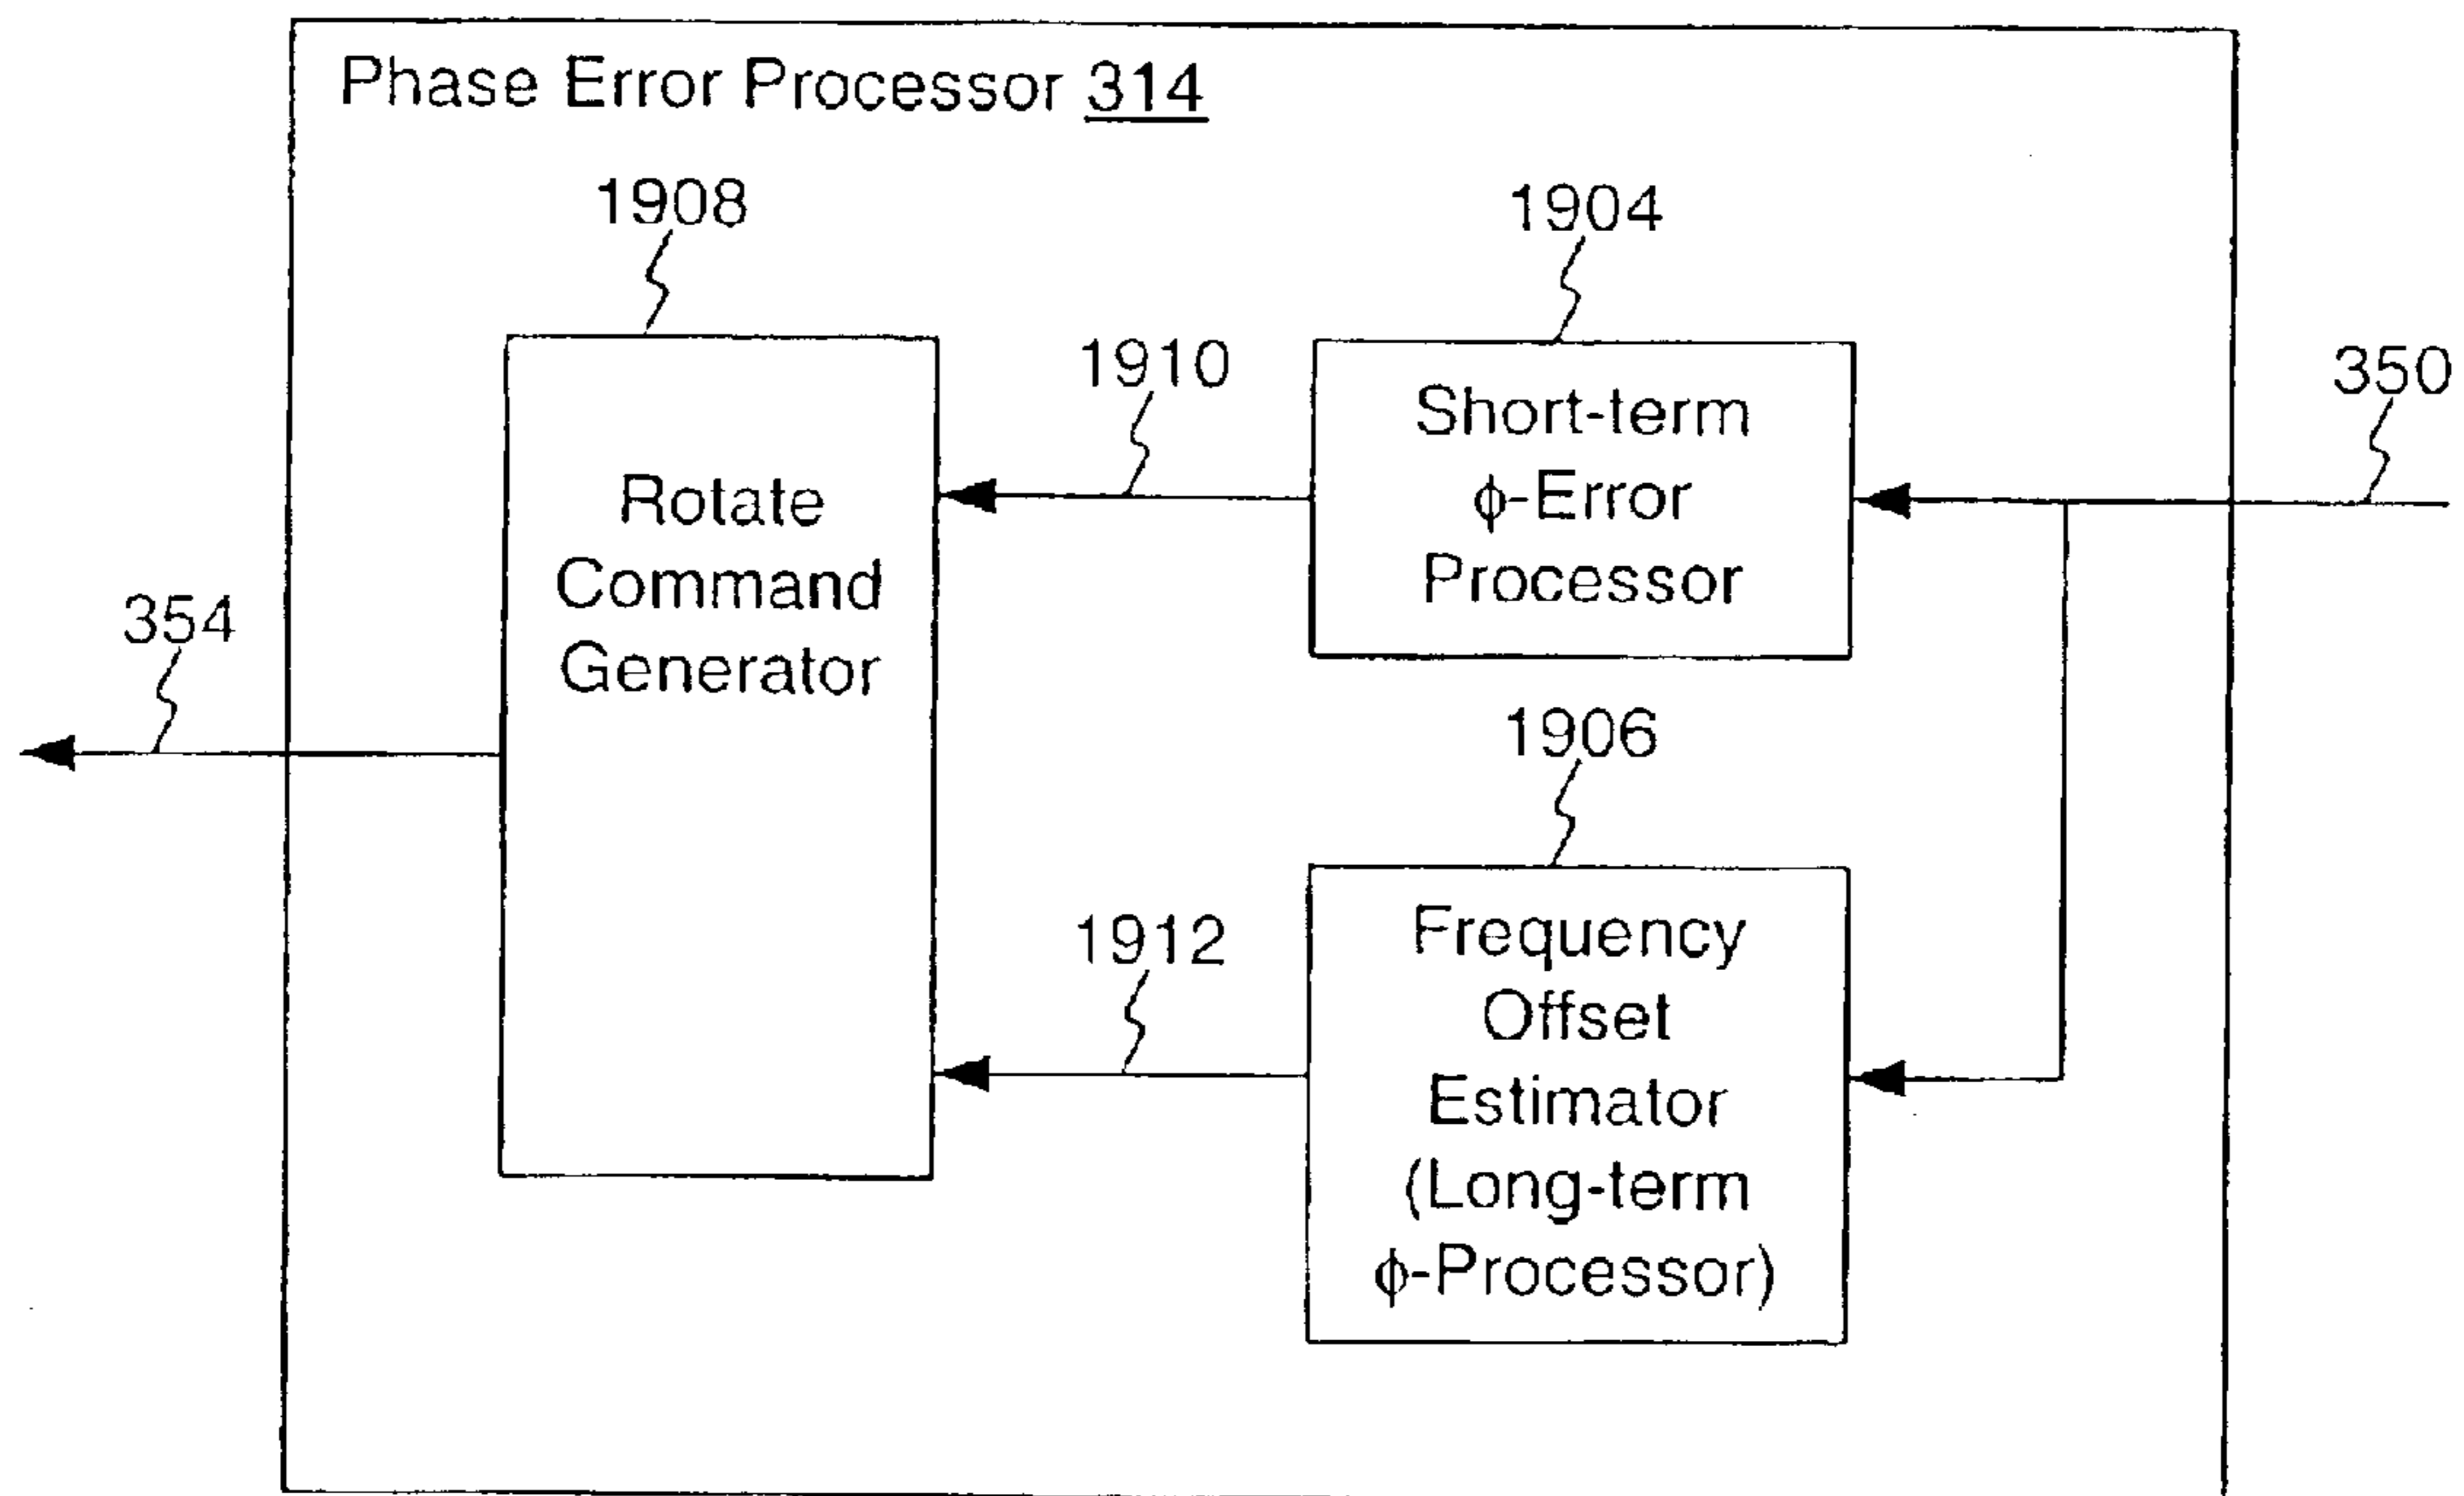 Phase Error Processor 314
1908
1904
1910
350
Short-term
ϕ-Error
Processor
Rotate
Command
Generator
354
1906
1912
Frequency
Offset
Estimator
(Long-term
ϕ-Processor)